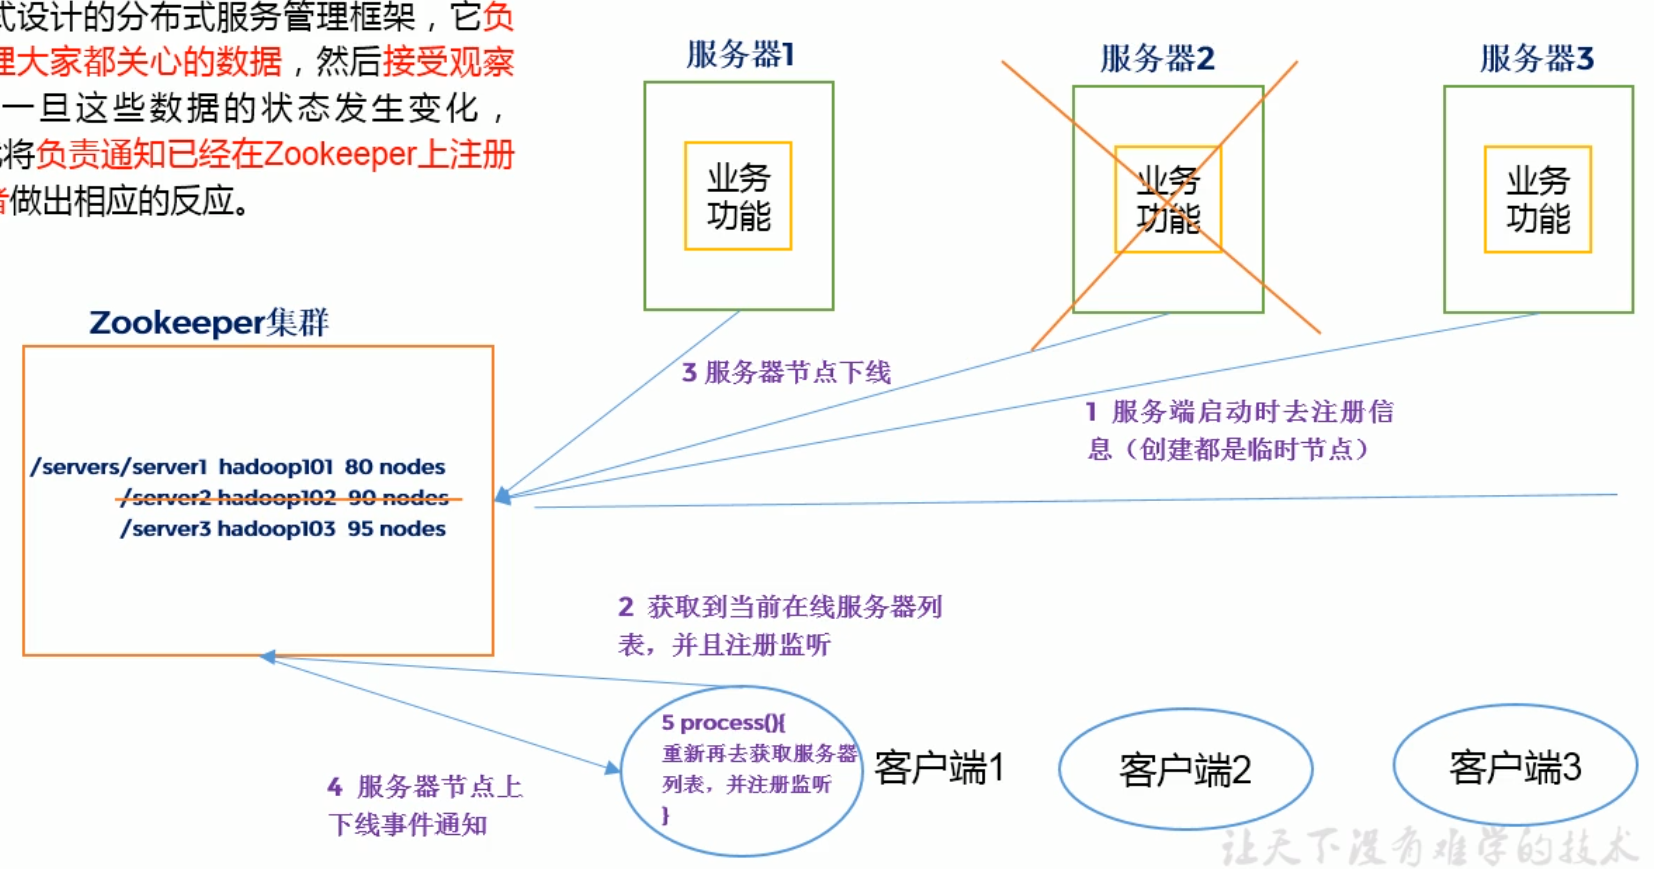 式设计的分布式服务管理框架，它负
理大家都关心的数据，然后接受观察
一旦这些数据的状态发生变化，
将负责通知已经在Zookeeper上注册
者做出相应的反应。
服务器1
服务器2
服务器3
业务
功能
业务
功能
业务
功能
Zookeeper集群
3 服务器节点下线
1 服务端启动时去注册信
息（创建都是临时节点）
/servers/server1 hadoop101 80 nodes
/server2 hadoop102 90 nodes
/server3 hadoop103 95 nodes
2 获取到当前在线服务器列
表，并且注册监听
5 process(){
重新再去获取服务器
列表，并注册监听
}
客户端1
客户端2
客户端3
4 服务器节点上
下线事件通知
让天下没有难学的技术